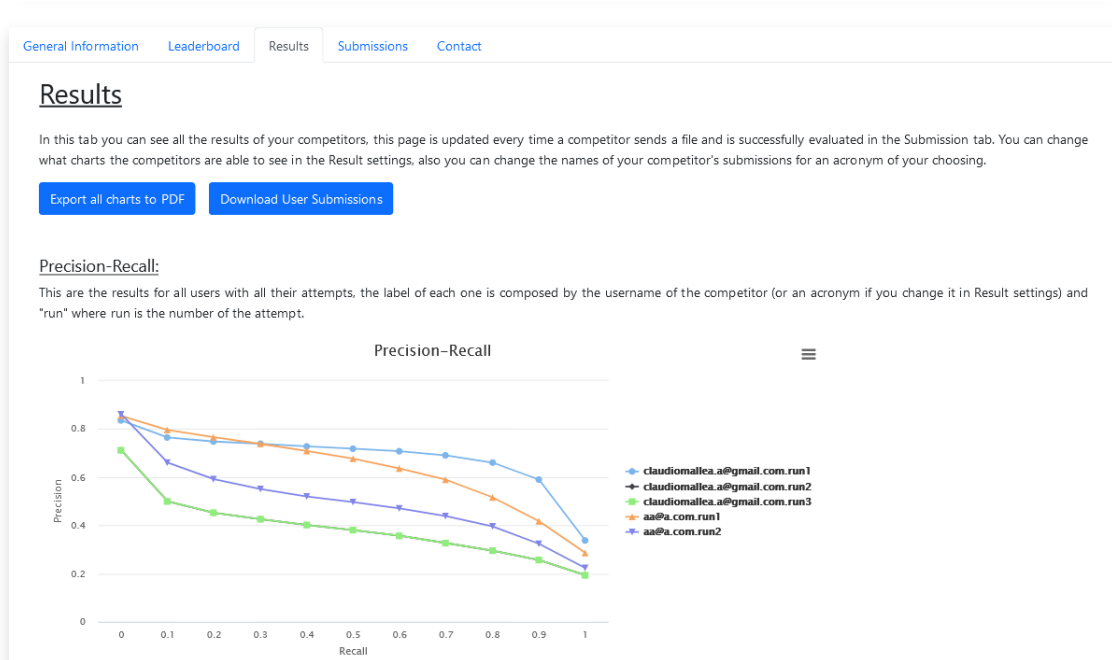 General Information Leaderboard Results Submissions Contact
Results
In this tab you can see all the results of your competitors, this page is updated every time a competitor sends a file and is successfully evaluated in the Submission tab. You can change
what charts the competitors are able to see in the Result settings, also you can change the names of your competitor's submissions for an acronym of your choosing.
Export all charts to PDF Download User Submissions
Precision-Recall:
This are the results for all users with all their attempts, the label of each one is composed by the username of the competitor (or an acronym if you change it in Result settings) and
"run" where run is the number of the attempt.
Precision-Recall
1
0.8
0.6
0.4
0.2
0
Precision
0 0.1 0.2 0.3 0.4 0.5 0.6 0.7 0.8 0.9 1
Recall
claudiomallea.a@gmail.com.run1
claudiomallea.a@gmail.com.run2
claudiomallea.a@gmail.com.run3
aa@a.com.run1
aa@a.com.run2